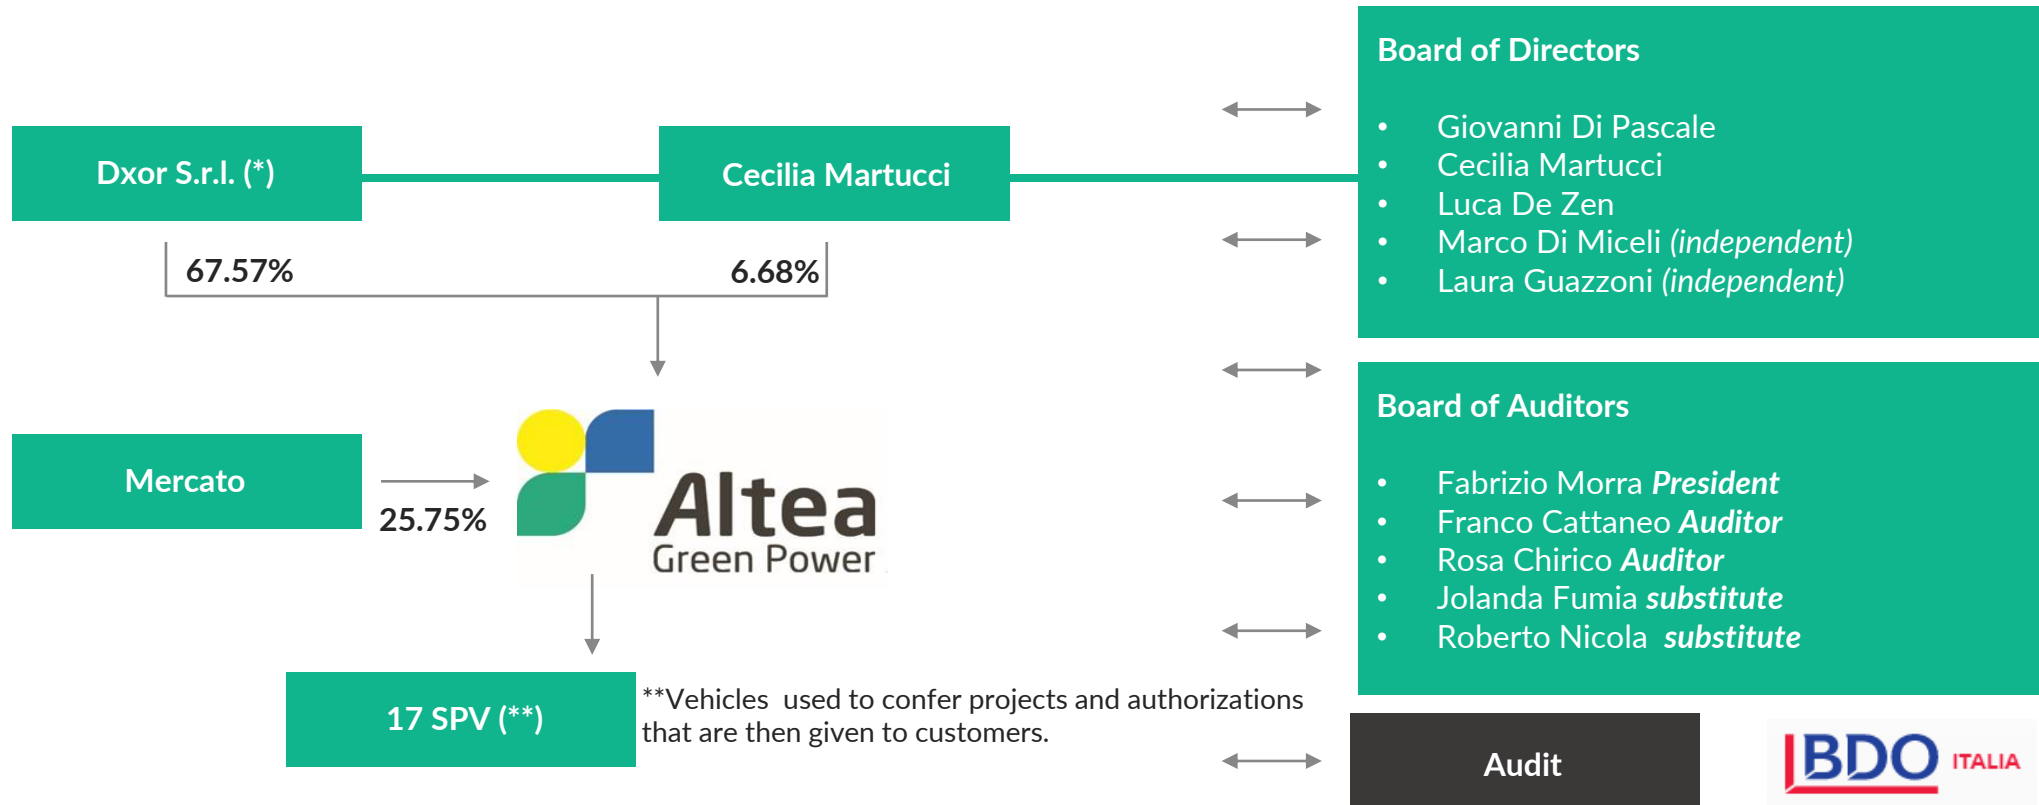 Dxor S.r.l. (*)
Cecilia Martucci
67.57%
6.68%
Mercato
25.75%
Altea
Green Power
17 SPV (**)
**Vehicles  used to confer projects and authorizations
that are then given to customers.
Board of Directors
• Giovanni Di Pascale
• Cecilia Martucci
• Luca De Zen
• Marco Di Miceli (independent)
• Laura Guazzoni (independent)
Board of Auditors
• Fabrizio Morra President
• Franco Cattaneo Auditor
• Rosa Chirico Auditor
• Jolanda Fumia substitute
• Roberto Nicola  substitute
Audit
BDO ITALIA